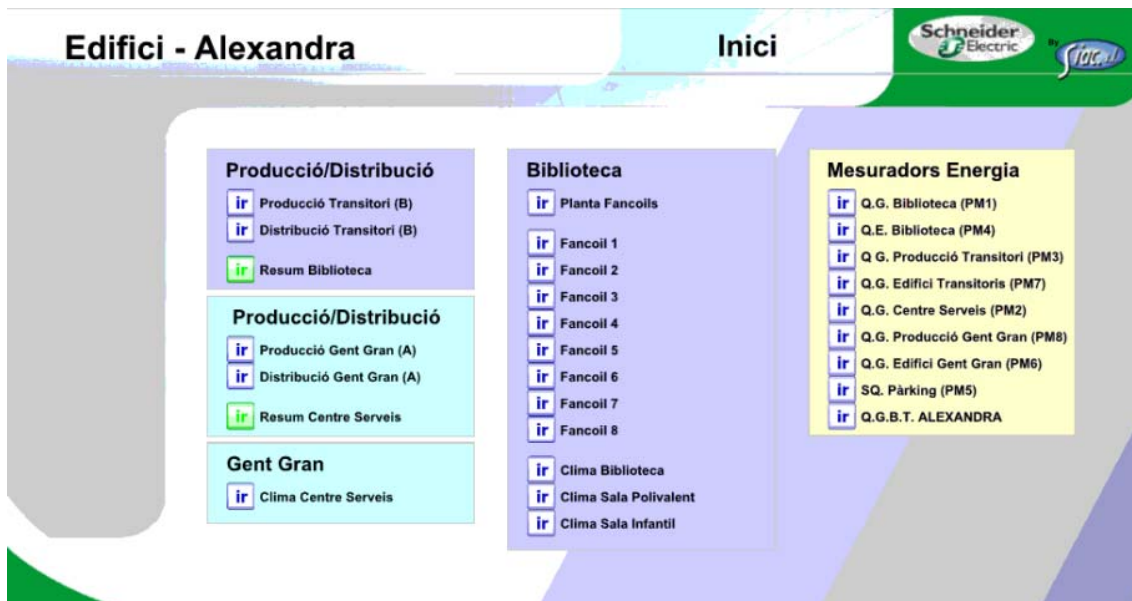 Edifici - Alexandra
Inici
Schneider
Electric
By
Siac s.l.
Producció/Distribució
ir Producció Transitori (B)
ir Distribució Transitori (B)
ir Resum Biblioteca
Producció/Distribució
ir Producció Gent Gran (A)
ir Distribució Gent Gran (A)
ir Resum Centre Serveis
Gent Gran
ir Clima Centre Serveis
Biblioteca
ir Planta Fancoils
ir Fancoil 1
ir Fancoil 2
ir Fancoil 3
ir Fancoil 4
ir Fancoil 5
ir Fancoil 6
ir Fancoil 7
ir Fancoil 8
ir Clima Biblioteca
ir Clima Sala Polivalent
ir Clima Sala Infantil
Mesuradors Energia
ir Q.G. Biblioteca (PM1)
ir Q.E. Biblioteca (PM4)
ir Q G. Producció Transitori (PM3)
ir Q.G. Edifici Transitoris (PM7)
ir Q.G. Centre Serveis (PM2)
ir Q.G. Producció Gent Gran (PM8)
ir Q.G. Edifici Gent Gran (PM6)
ir SQ. Pàrking (PM5)
ir Q.G.B.T. ALEXANDRA